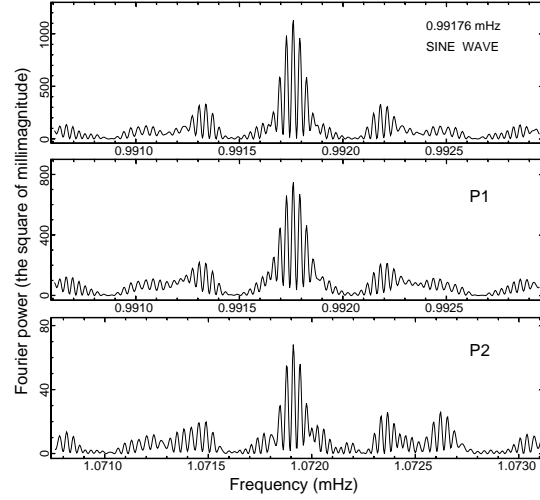 Fourier power (the square of millimagnitude)
0 500 1000
0.99176 mHz
SINE WAVE
0.9910 0.9915 0.9920 0.9925
0 400 800
P1
0.9910 0.9915 0.9920 0.9925
0 40 80
P2
1.0710 1.0715 1.0720 1.0725 1.0730
Frequency (mHz)